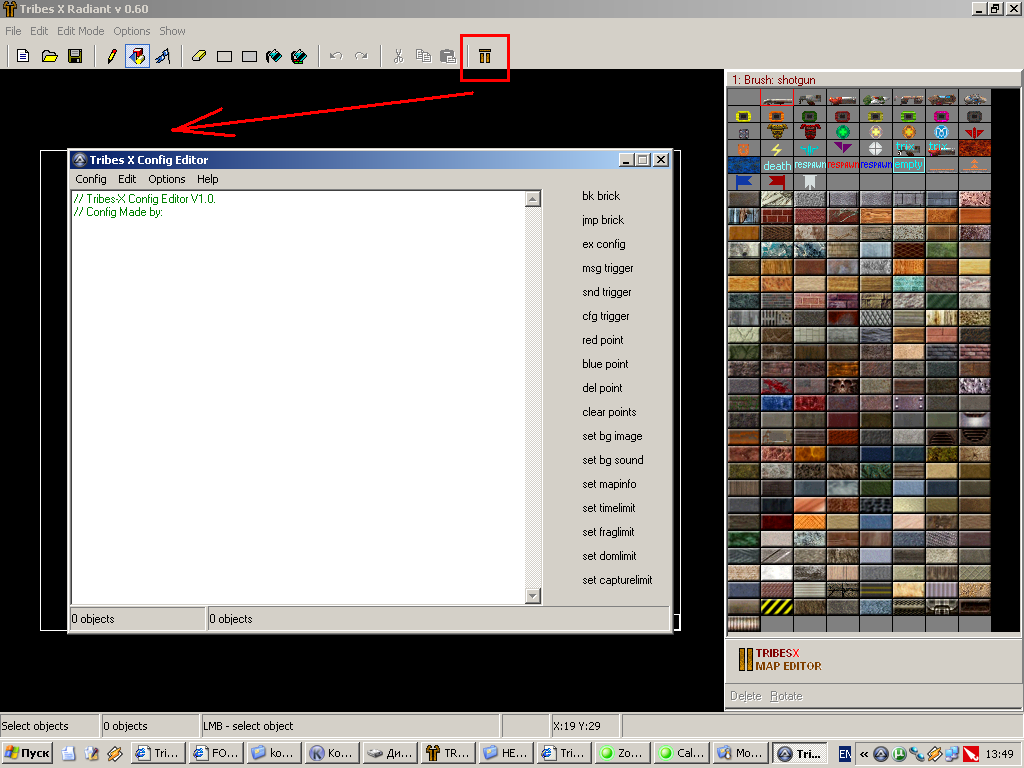 Tribes X Radiant v 0.60
File Edit Edit Mode Options Show
1: Brush: shotgun
Tribes X Config Editor
Config Edit Options Help
// Tribes-X Config Editor V1.0.
// Config Made by:
bk brick
jmp brick
ex config
msg trigger
snd trigger
cfg trigger
red point
blue point
del point
clear points
set bg image
set bg sound
set mapinfo
set timelimit
set fraglimit
set domlimit
set capturelimit
0 objects 0 objects
trix trix
death respawn respawn respawn empty
TRIBESX
MAP EDITOR
Delete Rotate
Select objects 0 objects LMB - select object X:19 Y:29
Пуск Tri... FO... ko... Ko... Ди... TR... HE... Tri... Zo... Cal... Mo... Tri... EN « 13:49